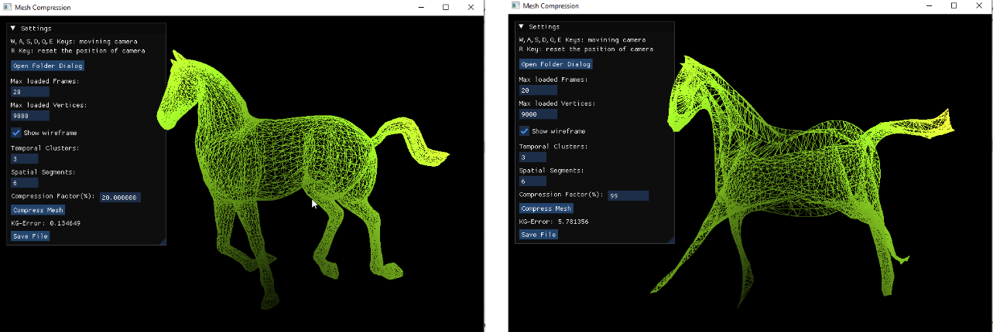 Mesh Compression
Settings
W,A,S,D,Q,E Keys: movining camera
R Key: reset the position of camera
Open Folder Dialog
Max loaded Frames:
20
Max loaded Vertices:
9000
Show wireframe
Temporal Clusters:
3
Spatial Segments:
6
Compression Factor(%): 20.000000
Compress Mesh
KG-Error: 0.134649
Save File
Mesh Compression
Settings
W,A,S,D,Q,E Keys: movining camera
R Key: reset the position of camera
Open Folder Dialog
Max loaded Frames:
20
Max loaded Vertices:
9000
Show wireframe
Temporal Clusters:
3
Spatial Segments:
6
Compression Factor(%): 99
Compress Mesh
KG-Error: 5.781356
Save File